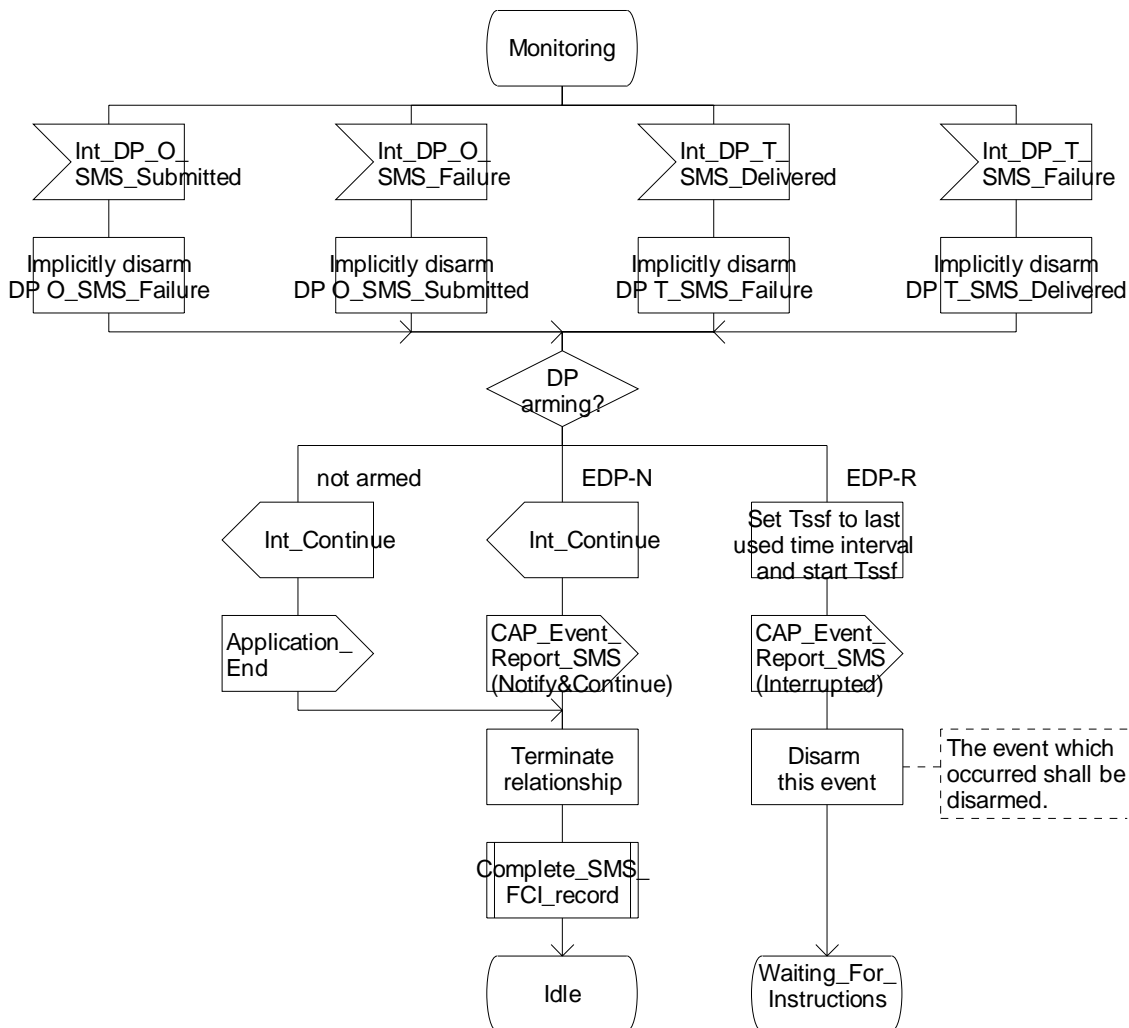 Monitoring
Int_DP_O_
SMS_Submitted
Int_DP_O_
SMS_Failure
Int_DP_T_
SMS_Delivered
Int_DP_T_
SMS_Failure
Implicitly disarm
DP O_SMS_Failure
Implicitly disarm
DP O_SMS_Submitted
Implicitly disarm
DP T_SMS_Failure
Implicitly disarm
DP T_SMS_Delivered
DP
arming?
not armed
EDP-N
EDP-R
Int_Continue
Int_Continue
Set Tssf to last
used time interval
and start Tssf
Application_
End
CAP_Event_
Report_SMS
(Notify&Continue)
CAP_Event_
Report_SMS
(Interrupted)
Terminate
relationship
Disarm
this event
The event which
occurred shall be
disarmed.
Complete_SMS_
FCI_record
Idle
Waiting_For_
Instructions